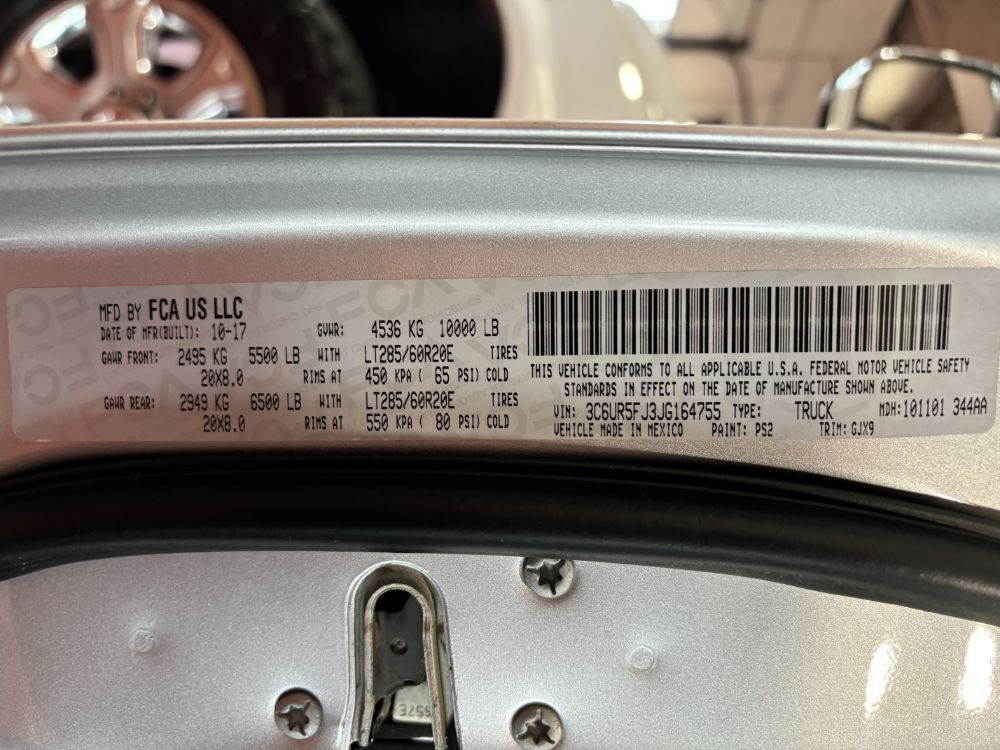 MFD BY FCA US LLC
DATE OF MFR(BUILT): 10-17 GVWR: 4536 KG 10000 LB
GAWR FRONT: 2495 KG 5500 LB WITH LT285/60R20E TIRES
20X8.0 RIMS AT 450 KPA ( 65 PSI) COLD
GAWR REAR: 2949 KG 6500 LB WITH LT285/60R20E TIRES
20X8.0 RIMS AT 550 KPA ( 80 PSI) COLD
THIS VEHICLE CONFORMS TO ALL APPLICABLE U.S.A. FEDERAL MOTOR VEHICLE SAFETY
STANDARDS IN EFFECT ON THE DATE OF MANUFACTURE SHOWN ABOVE.
VIN: 3C6UR5FJ3JG164755 TYPE: TRUCK MDH: 101101 344AA
VEHICLE MADE IN MEXICO PAINT: PS2 TRIM: GJX9